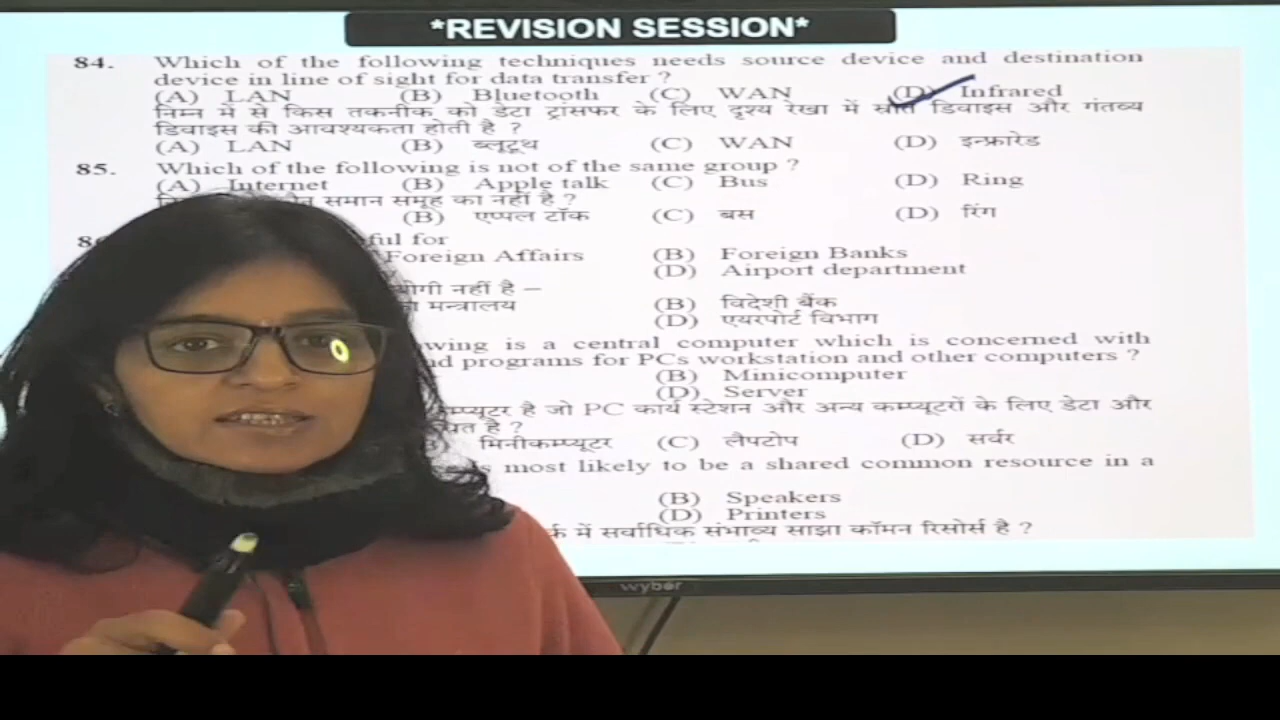 *REVISION SESSION*
84. Which of the following techniques needs source device and destination
device in line of sight for data transfer ?
(A) LAN (B) Bluetooth (C) WAN (D) Infrared
निम्न में से किस तकनीक को डेटा ट्रांसफर के लिए दृश्य रेखा में स्रोत डिवाइस और गंतव्य
डिवाइस की आवश्यकता होती है ?
(A) LAN (B) ब्लूटूथ (C) WAN (D) इन्फ्रारेड
85. Which of the following is not of the same group ?
(A) Internet (B) Apple talk (C) Bus (D) Ring
समान समूह का नहीं है ?
(B) एप्पल टॉक (C) बस (D) रिंग
for
Foreign Affairs (B) Foreign Banks
(D) Airport department
नहीं है –
मन्त्रालय (B) विदेशी बैंक
(D) एयरपोर्ट विभाग
is a central computer which is concerned with
programs for PCs workstation and other computers ?
(B) Minicomputer
(D) Server
है जो PC कार्य स्टेशन और अन्य कम्प्यूटरों के लिए डेटा और
है ?
मिनीकम्प्यूटर (C) लैपटोप (D) सर्वर
most likely to be a shared common resource in a
(B) Speakers
(D) Printers
में सर्वाधिक संभाव्य साझा कॉमन रिसोर्स है ?
wyber